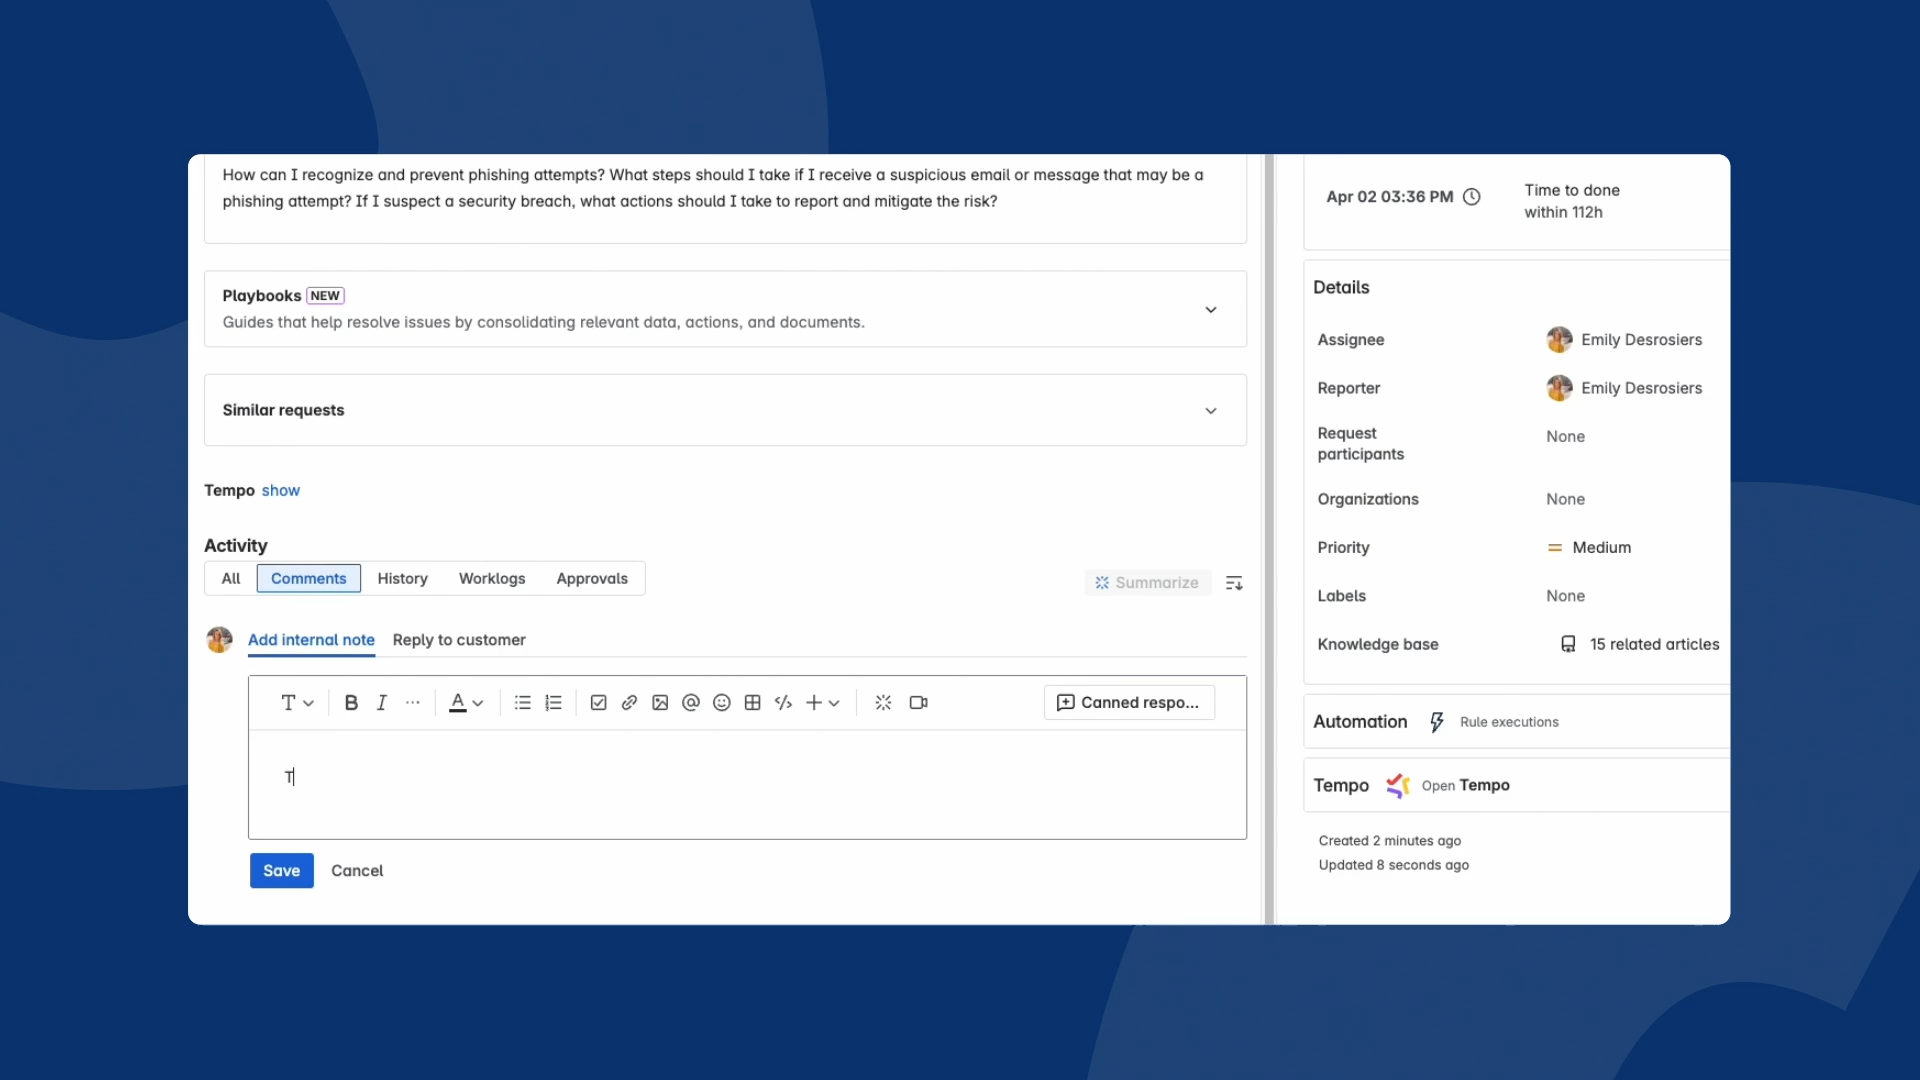 How can I recognize and prevent phishing attempts? What steps should I take if I receive a suspicious email or message that may be a
phishing attempt? If I suspect a security breach, what actions should I take to report and mitigate the risk?
Playbooks NEW
Guides that help resolve issues by consolidating relevant data, actions, and documents.
Similar requests
Tempo show
Activity
All Comments History Worklogs Approvals
Summarize
Add internal note Reply to customer
T B I ... A Canned respo...
T
Save Cancel
Apr 02 03:36 PM Time to done
within 112h
Details
Assignee Emily Desrosiers
Reporter Emily Desrosiers
Request
participants None
Organizations None
Priority Medium
Labels None
Knowledge base 15 related articles
Automation Rule executions
Tempo Open Tempo
Created 2 minutes ago
Updated 8 seconds ago